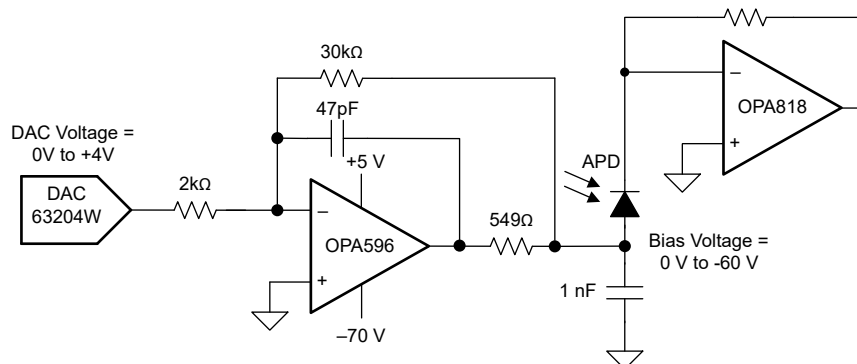 30kΩ
47pF
OPA818
−
+
DAC Voltage =
0V to +4V
+5 V
APD
DAC
63204W
2kΩ
−
OPA596
+
549Ω
Bias Voltage =
0 V to -60 V
1 nF
–70 V